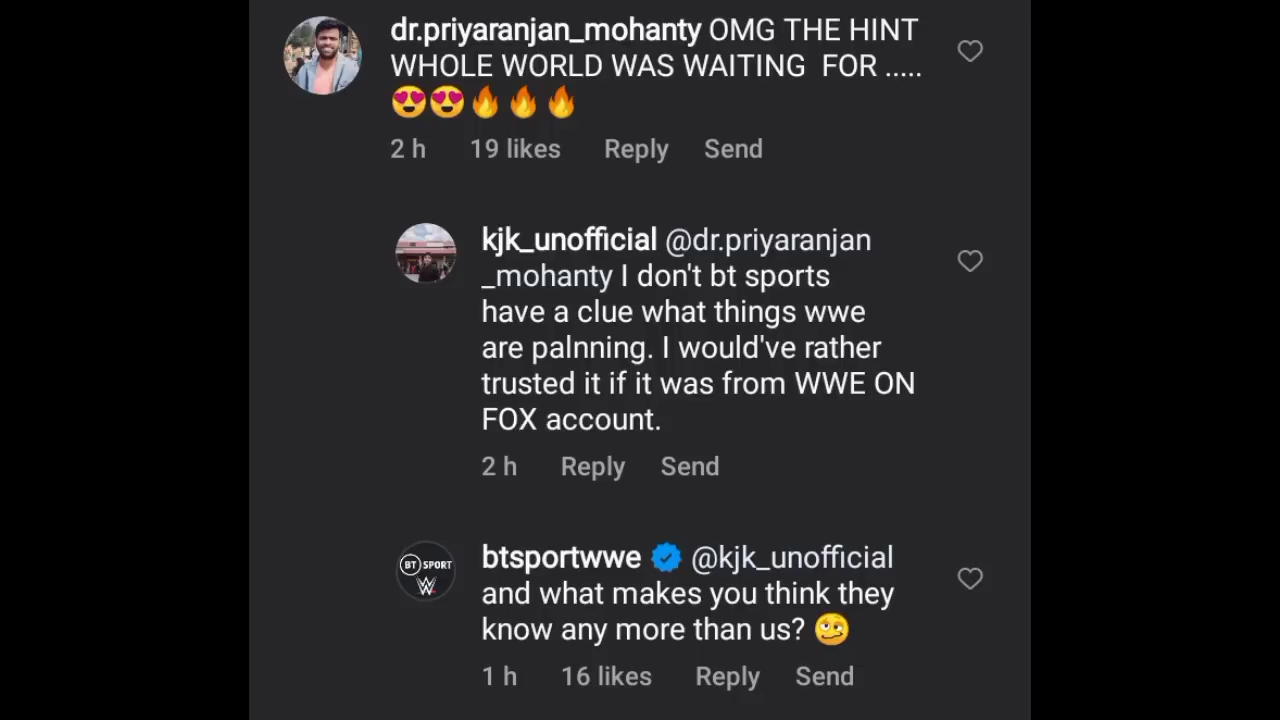 dr.priyaranjan_mohanty OMG THE HINT
WHOLE WORLD WAS WAITING  FOR .....
😍😍🔥🔥🔥
2 h 19 likes Reply Send
kjk_unofficial @dr.priyaranjan
_mohanty I don't bt sports
have a clue what things wwe
are palnning. I would've rather
trusted it if it was from WWE ON
FOX account.
2 h Reply Send
BT SPORT
W
btsportwwe @kjk_unofficial
and what makes you think they
know any more than us? 🥴
1 h 16 likes Reply Send